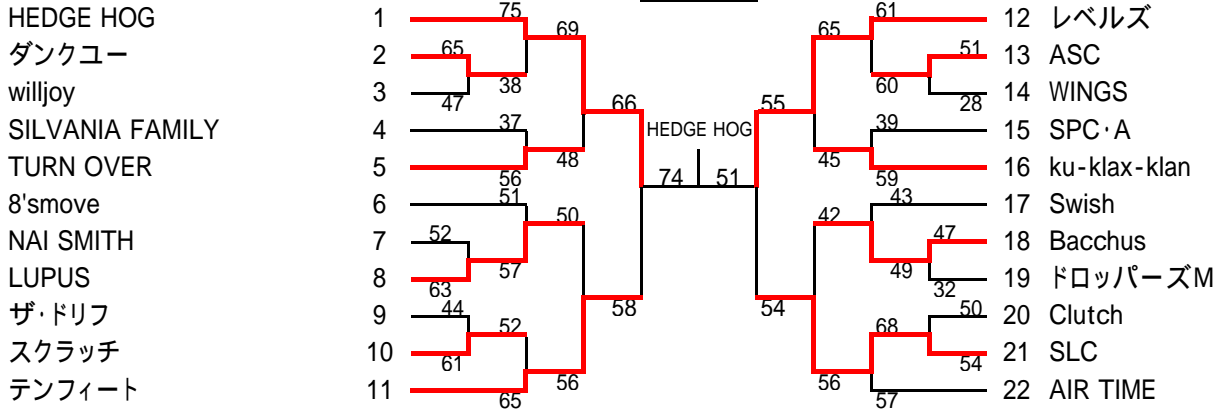 HEDGE HOG 1 75 69 65 61 12 レベルズ
ダンクユー 2 65 38 60 51 13 ASC
willjoy 3 47 66 55 28 14 WINGS
SILVANIA FAMILY 4 37 48 HEDGE HOG 45 39 15 SPC・A
TURN OVER 5 56 74 51 59 16 ku-klax-klan
8'smove 6 51 50 42 43 17 Swish
NAI SMITH 7 52 57 49 47 18 Bacchus
LUPUS 8 63 58 54 32 19 ドロッパーズM
ザ・ドリフ 9 44 52 68 50 20 Clutch
スクラッチ 10 61 56 56 54 21 SLC
テンフィート 11 65 57 22 AIR TIME